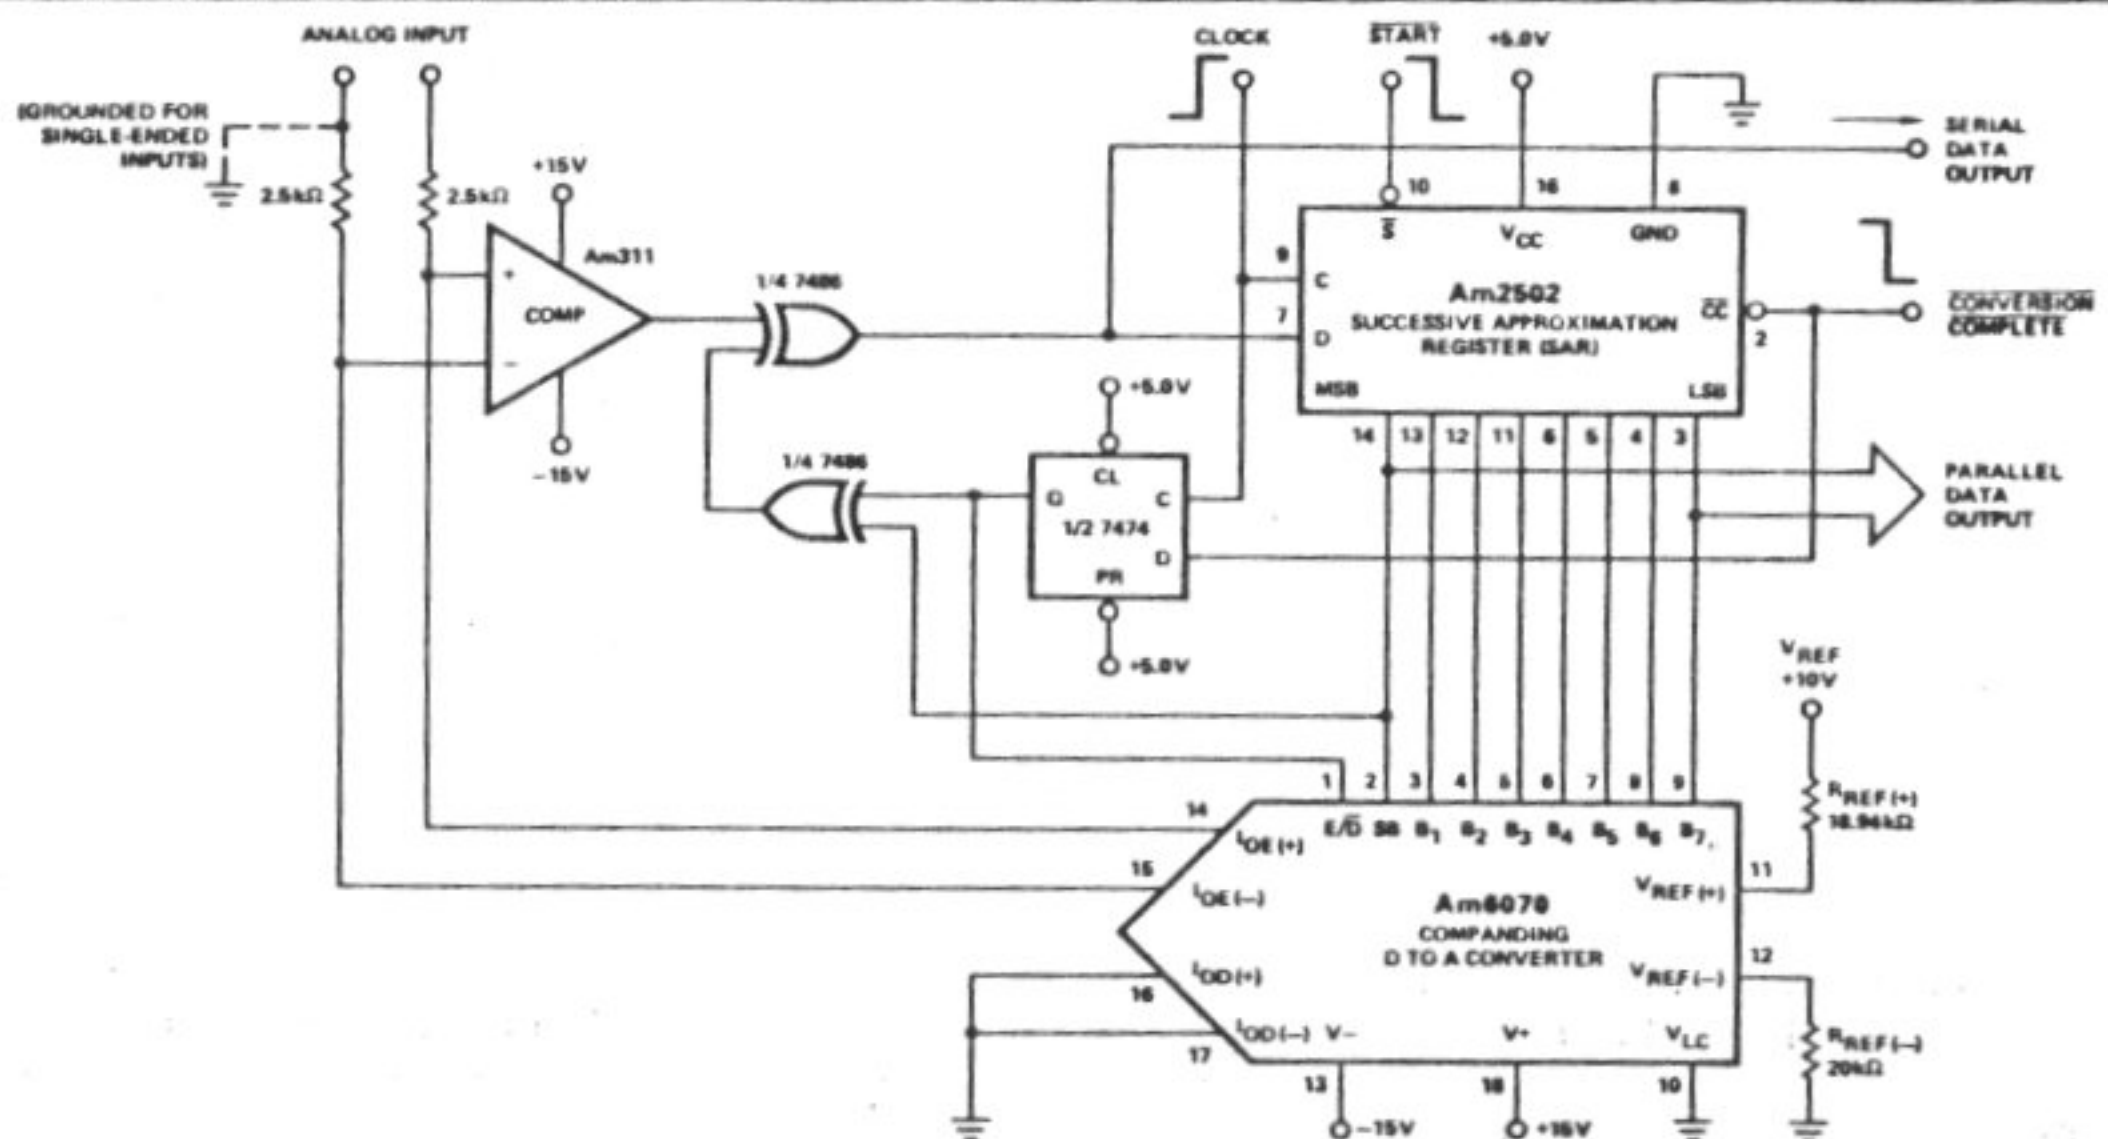 ANALOG INPUT
CLOCK
START
+5.0V
(GROUNDED FOR
SINGLE-ENDED
INPUTS)
2.5kΩ
2.5kΩ
+15V
Am311
+
COMP
-
-15V
1/4 7486
1/4 7486
SERIAL
DATA
OUTPUT
10
16
8
S
VCC
GND
9
C
Am2502
SUCCESSIVE APPROXIMATION
REGISTER (SAR)
7
D
CC
2
MSB
LSB
CONVERSION
COMPLETE
14
13
12
11
6
5
4
3
+5.0V
CL
Q
C
1/2 7474
D
PR
+5.0V
PARALLEL
DATA
OUTPUT
VREF
+10V
RREF(+)
18.94kΩ
1
2
3
4
5
6
7
8
9
E/D
SB
B1
B2
B3
B4
B5
B6
B7
14
IOE(+)
15
IOE(-)
Am6070
COMPANDING
D TO A CONVERTER
VREF(+)
11
VREF(-)
12
IOD(+)
16
IOD(-)
17
V-
V+
VLC
RREF(-)
20kΩ
13
18
10
-15V
+15V